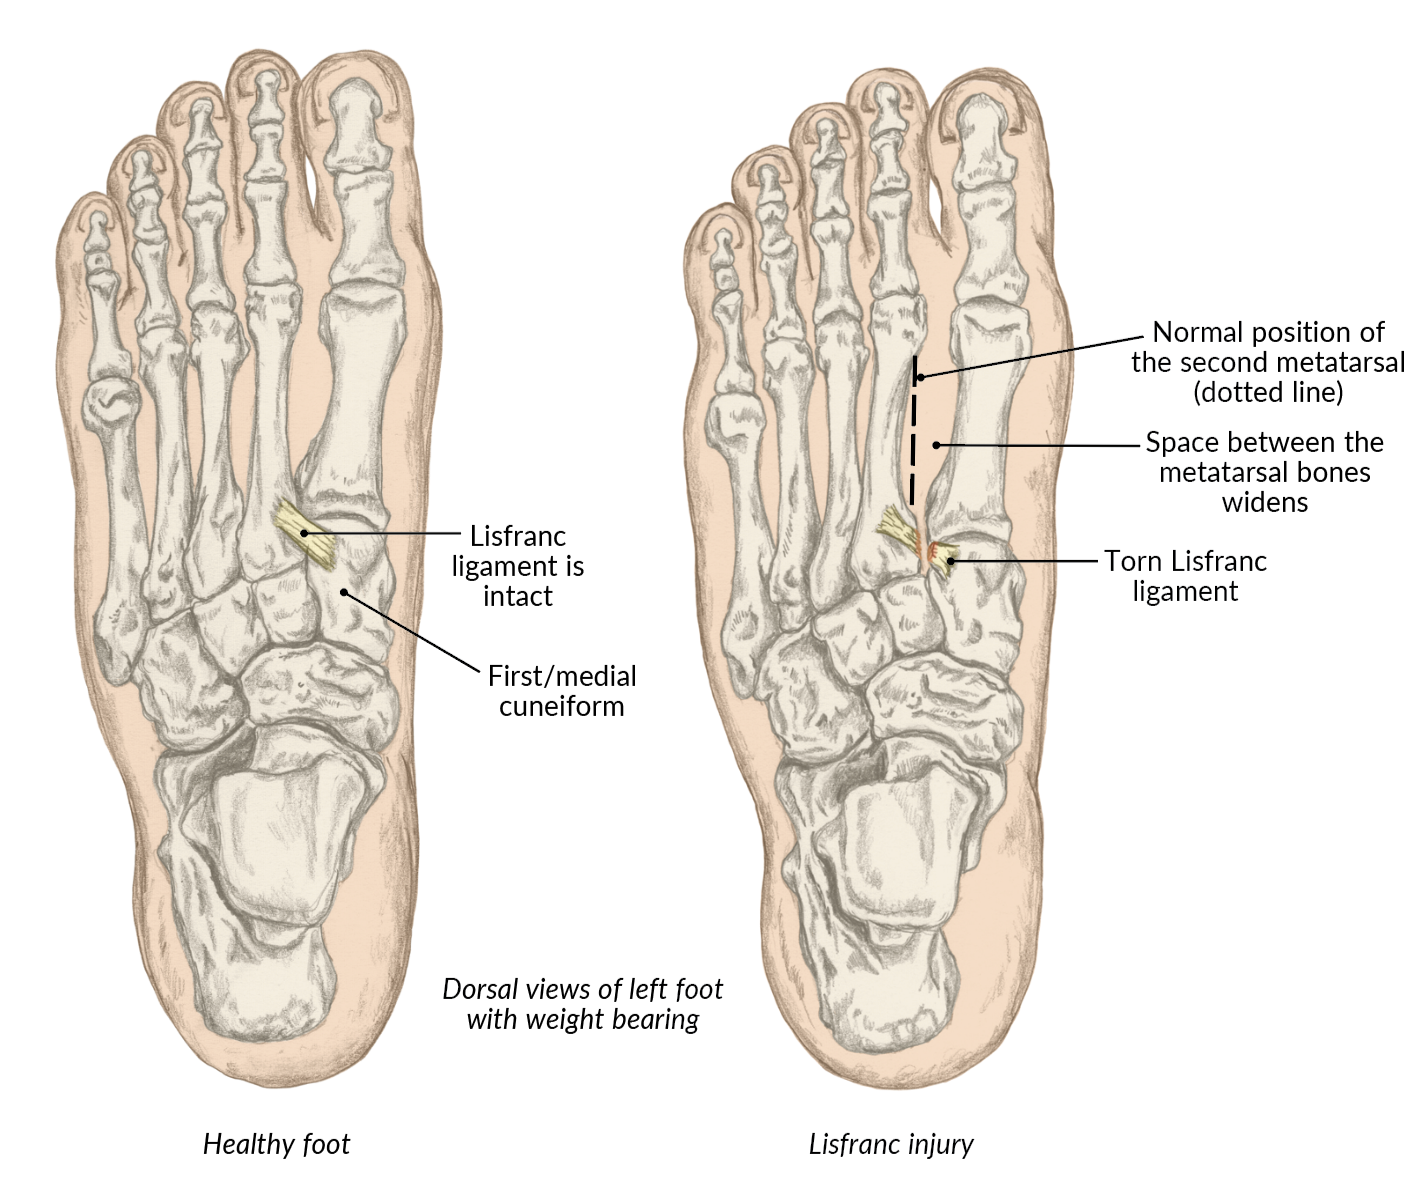 Normal position of
the second metatarsal
(dotted line)
Space between the
metatarsal bones
widens
Lisfranc
ligament is
intact
Torn Lisfranc
ligament
First/medial
cuneiform
Dorsal views of left foot
with weight bearing
Healthy foot
Lisfranc injury